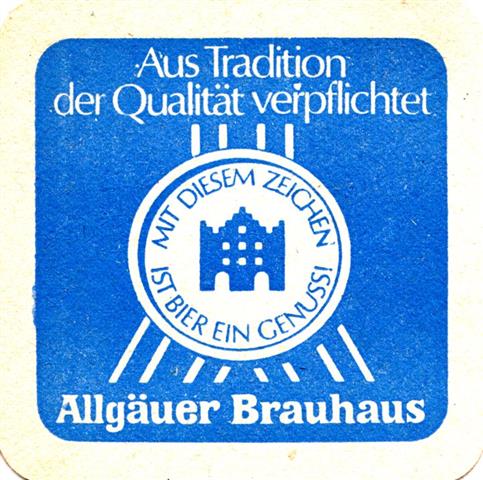 Aus Tradition
der Qualität verpflichtet
MIT DIESEM ZEICHEN
IST BIER EIN GENUSS!
Allgäuer Brauhaus